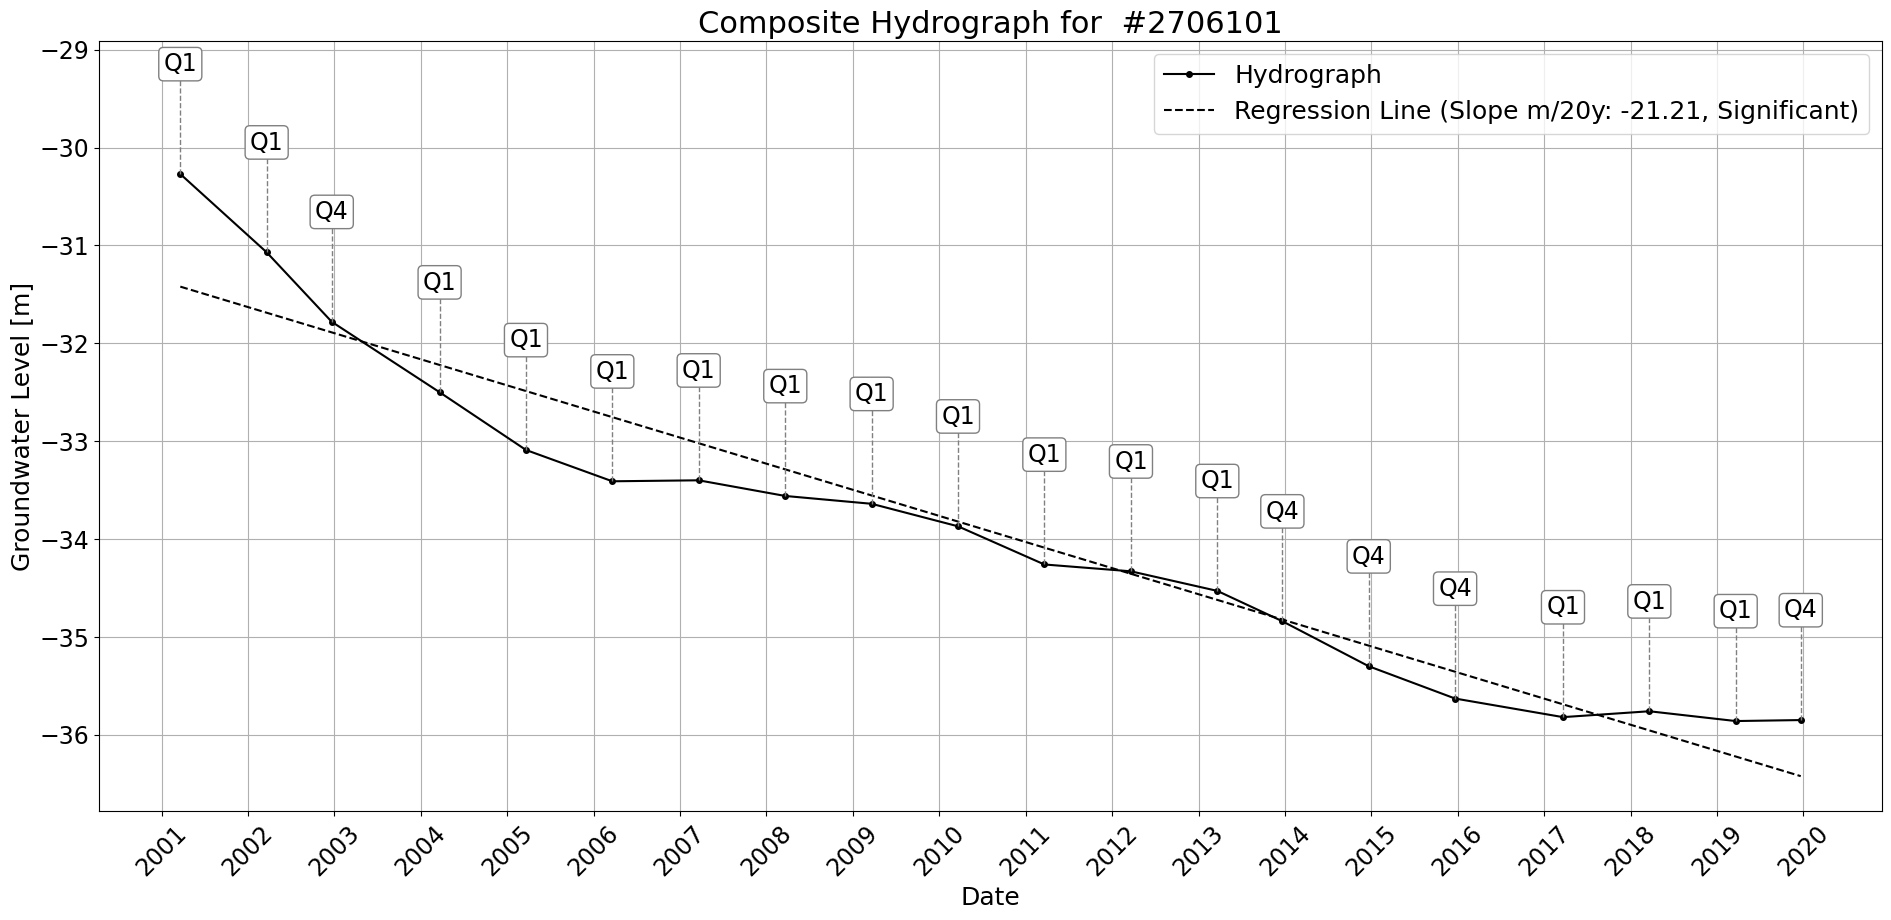 Composite Hydrograph for  #2706101
Hydrograph
Regression Line (Slope m/20y: -21.21, Significant)
Groundwater Level [m]
−29
−30
−31
−32
−33
−34
−35
−36
Q1
Q1
Q4
Q1
Q1
Q1
Q1
Q1
Q1
Q1
Q1
Q1
Q1
Q4
Q4
Q4
Q1
Q1
Q1
Q4
2001
2002
2003
2004
2005
2006
2007
2008
2009
2010
2011
2012
2013
2014
2015
2016
2017
2018
2019
2020
Date